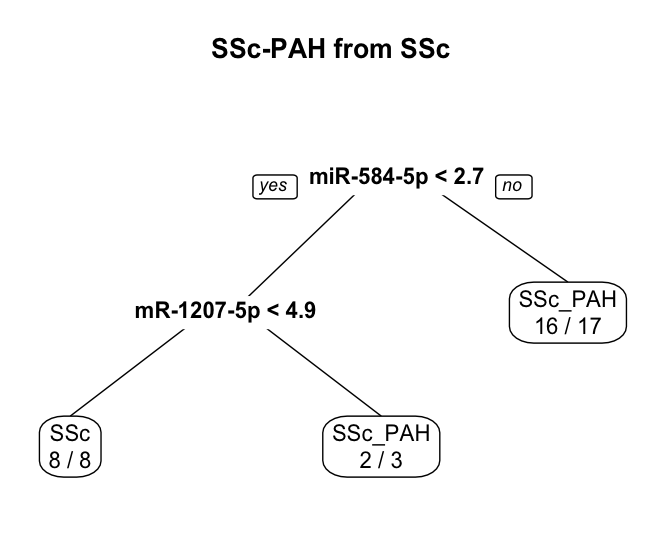 SSc-PAH from SSc
yes
miR-584-5p < 2.7
no
mR-1207-5p < 4.9
SSc_PAH
16 / 17
SSc
8 / 8
SSc_PAH
2 / 3